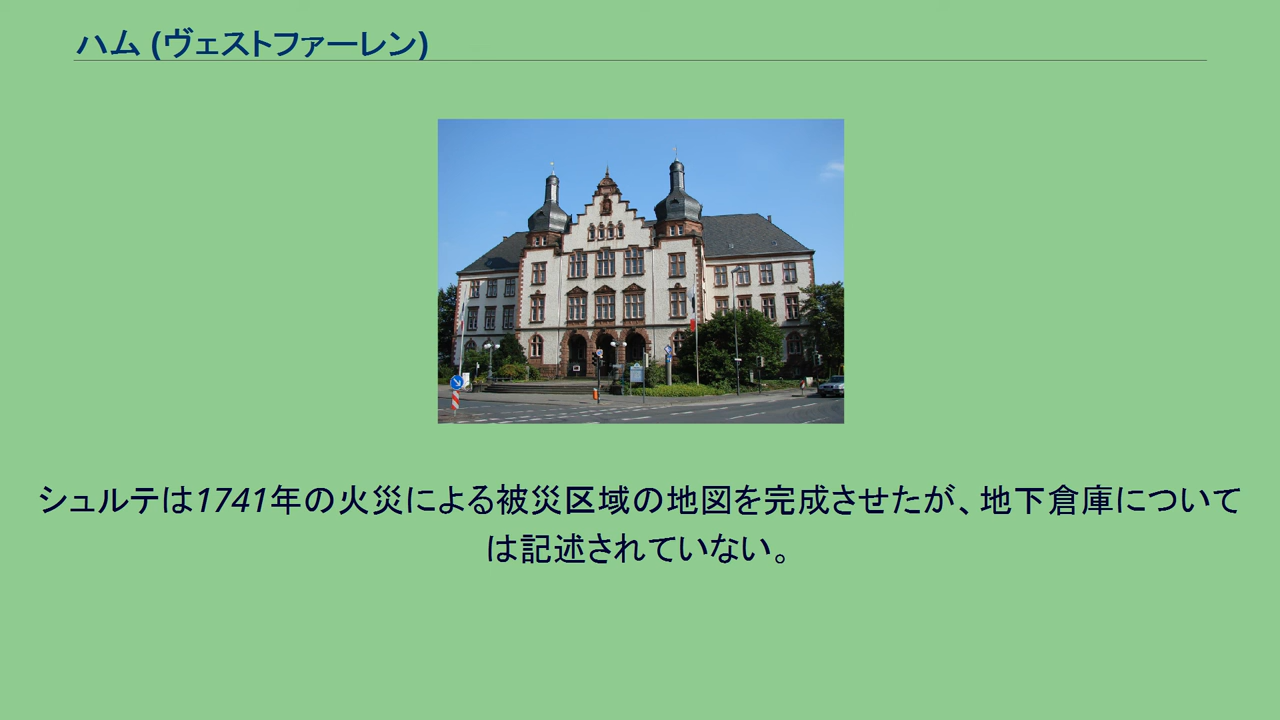 ハム (ヴェストファーレン)
シュルテは1741年の火災による被災区域の地図を完成させたが、地下倉庫について
は記述されていない。